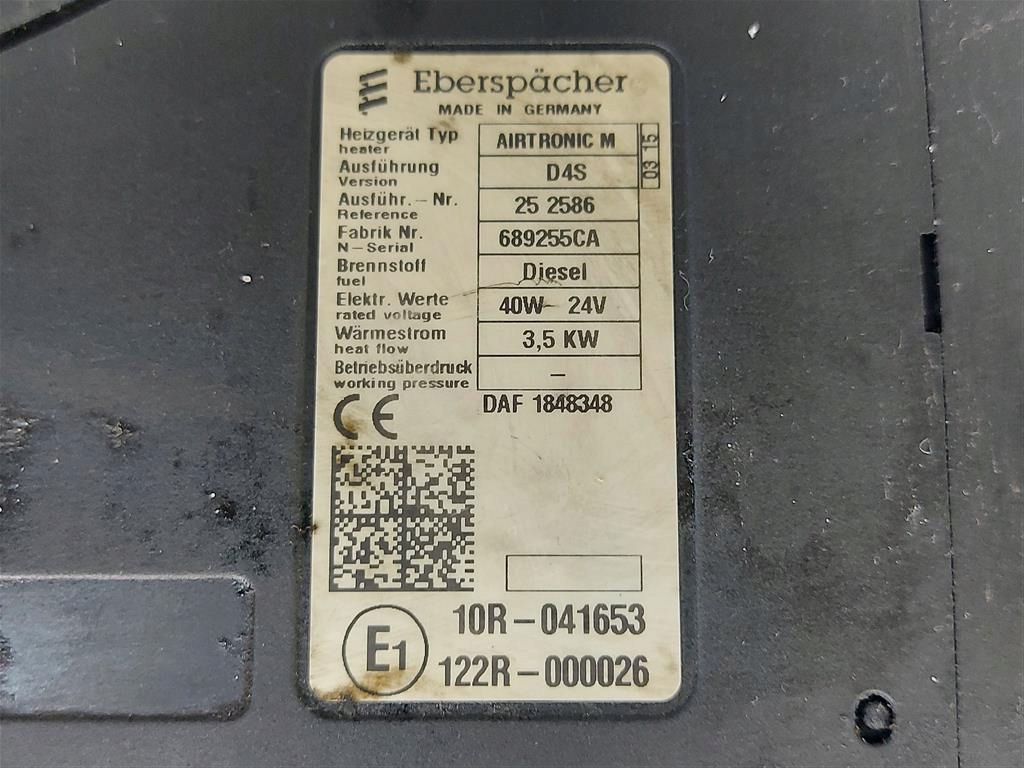 Eberspächer
MADE IN GERMANY
Heizgerät Typ AIRTRONIC M 03 15
heater
Ausführung D4S
Version
Ausführ. – Nr. 25 2586
Reference
Fabrik Nr. 689255CA
N – Serial
Brennstoff Diesel
fuel
Elektr. Werte 40W – 24V
rated voltage
Wärmestrom 3,5 KW
heat flow
Betriebsüberdruck –
working pressure
CE DAF 1848348
10R – 041653
E1
122R – 000026